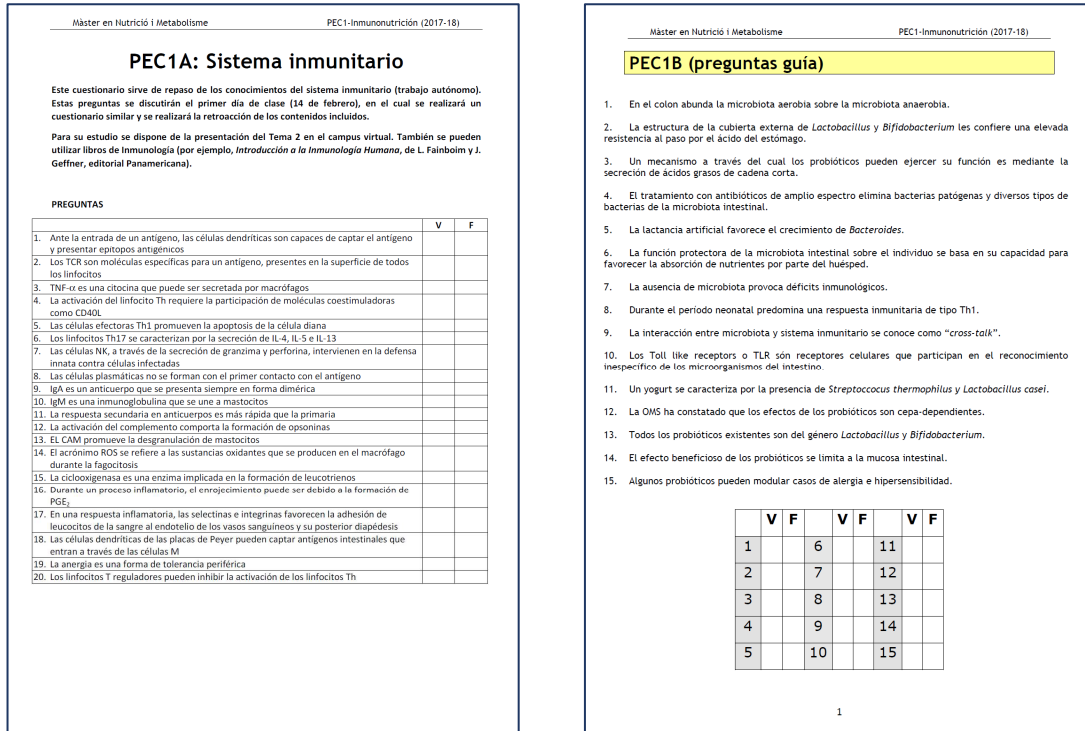 Màster en Nutrició i Metabolisme PEC1-Inmunonutrición (2017-18)
PEC1A: Sistema inmunitario
Este cuestionario sirve de repaso de los conocimientos del sistema inmunitario (trabajo autónomo).
Estas preguntas se discutirán el primer día de clase (14 de febrero), en el cual se realizará un
cuestionario similar y se realizará la retroacción de los contenidos incluidos.
Para su estudio se dispone de la presentación del Tema 2 en el campus virtual. También se pueden
utilizar libros de Inmunología (por ejemplo, Introducción a la Inmunología Humana, de L. Fainboim y J.
Geffner, editorial Panamericana).
PREGUNTAS
V F
1. Ante la entrada de un antígeno, las células dendríticas son capaces de captar el antígeno
y presentar epítopos antigénicos
2. Los TCR son moléculas específicas para un antígeno, presentes en la superficie de todos
los linfocitos
3. TNF-α es una citocina que puede ser secretada por macrófagos
4. La activación del linfocito Th requiere la participación de moléculas coestimuladoras
como CD40L
5. Las células efectoras Th1 promueven la apoptosis de la célula diana
6. Los linfocitos Th17 se caracterizan por la secreción de IL-4, IL-5 e IL-13
7. Las células NK, a través de la secreción de granzima y perforina, intervienen en la defensa
innata contra células infectadas
8. Las células plasmáticas no se forman con el primer contacto con el antígeno
9. IgA es un anticuerpo que se presenta siempre en forma dimérica
10. IgM es una inmunoglobulina que se une a mastocitos
11. La respuesta secundaria en anticuerpos es más rápida que la primaria
12. La activación del complemento comporta la formación de opsoninas
13. EL CAM promueve la desgranulación de mastocitos
14. El acrónimo ROS se refiere a las sustancias oxidantes que se producen en el macrófago
durante la fagocitosis
15. La ciclooxigenasa es una enzima implicada en la formación de leucotrienos
16. Durante un proceso inflamatorio, el enrojecimiento puede ser debido a la formación de
PGE₂
17. En una respuesta inflamatoria, las selectinas e integrinas favorecen la adhesión de
leucocitos de la sangre al endotelio de los vasos sanguíneos y su posterior diapédesis
18. Las células dendríticas de las placas de Peyer pueden captar antígenos intestinales que
entran a través de las células M
19. La anergia es una forma de tolerancia periférica
20. Los linfocitos T reguladores pueden inhibir la activación de los linfocitos Th
Màster en Nutrició i Metabolisme PEC1-Inmunonutrición (2017-18)
PEC1B (preguntas guía)
1. En el colon abunda la microbiota aerobia sobre la microbiota anaerobia.
2. La estructura de la cubierta externa de Lactobacillus y Bifidobacterium les confiere una elevada
resistencia al paso por el ácido del estómago.
3. Un mecanismo a través del cual los probióticos pueden ejercer su función es mediante la
secreción de ácidos grasos de cadena corta.
4. El tratamiento con antibióticos de amplio espectro elimina bacterias patógenas y diversos tipos de
bacterias de la microbiota intestinal.
5. La lactancia artificial favorece el crecimiento de Bacteroides.
6. La función protectora de la microbiota intestinal sobre el individuo se basa en su capacidad para
favorecer la absorción de nutrientes por parte del huésped.
7. La ausencia de microbiota provoca déficits inmunológicos.
8. Durante el período neonatal predomina una respuesta inmunitaria de tipo Th1.
9. La interacción entre microbiota y sistema inmunitario se conoce como "cross-talk".
10. Los Toll like receptors o TLR són receptores celulares que participan en el reconocimiento
inespecífico de los microorganismos del intestino.
11. Un yogurt se caracteriza por la presencia de Streptoccocus thermophilus y Lactobacillus casei.
12. La OMS ha constatado que los efectos de los probióticos son cepa-dependientes.
13. Todos los probióticos existentes son del género Lactobacillus y Bifidobacterium.
14. El efecto beneficioso de los probióticos se limita a la mucosa intestinal.
15. Algunos probióticos pueden modular casos de alergia e hipersensibilidad.
V F V F V F
1 6 11
2 7 12
3 8 13
4 9 14
5 10 15
1